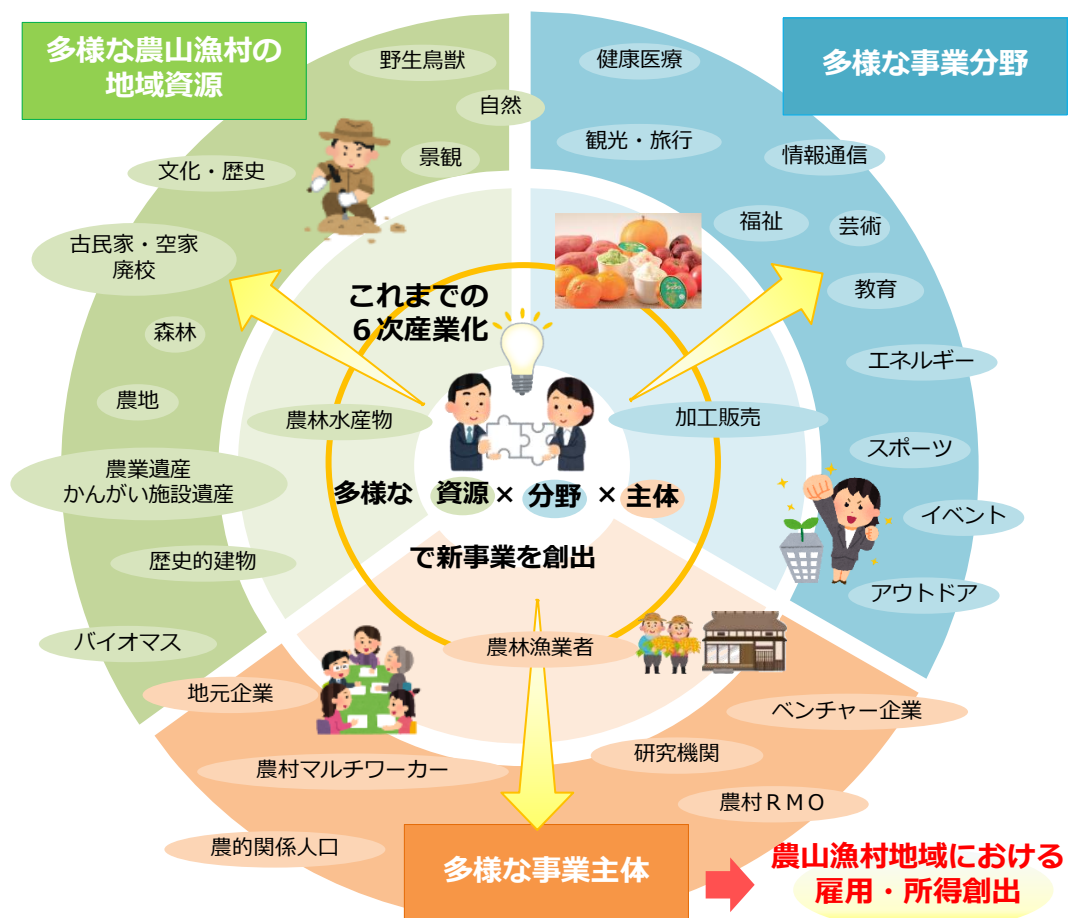 多様な農山漁村の
地域資源
多様な事業分野
野生鳥獣
自然
景観
文化・歴史
古民家・空家
廃校
森林
農地
農業遺産
かんがい施設遺産
歴史的建物
バイオマス
健康医療
観光・旅行
情報通信
福祉
芸術
教育
エネルギー
スポーツ
イベント
アウトドア
これまでの
6次産業化
農林水産物
加工販売
多様な 資源 × 分野 × 主体
で新事業を創出
農林漁業者
地元企業
農村マルチワーカー
農的関係人口
ベンチャー企業
研究機関
農村RMO
多様な事業主体
農山漁村地域における
雇用・所得創出